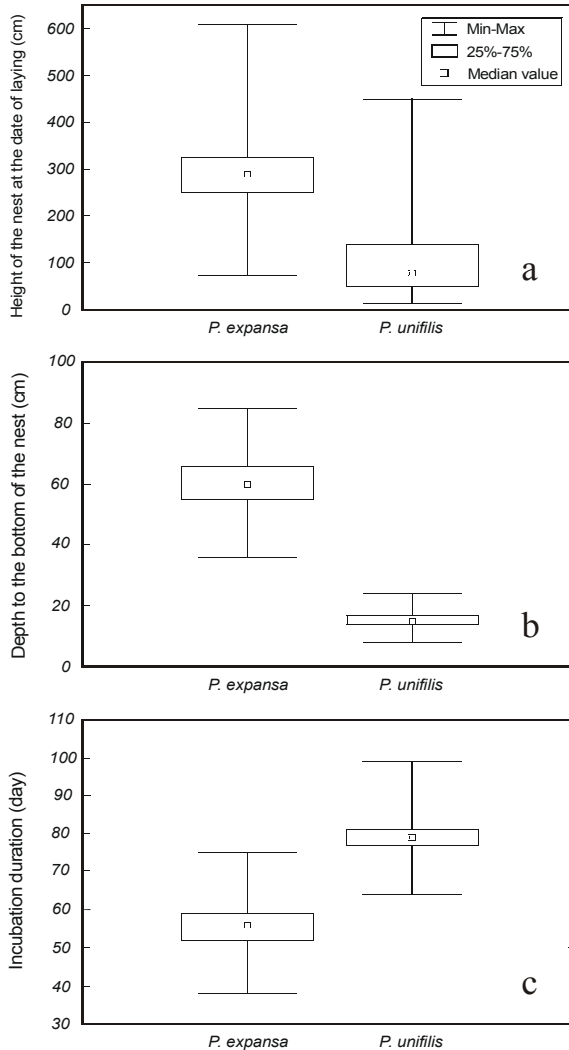 Height of the nest at the date of laying (cm)
600
500
400
300
200
100
0
Min-Max
25%-75%
Median value
a
P. expansa P. unifilis
Depth to the bottom of the nest (cm)
100
80
60
40
20
0
b
P. expansa P. unifilis
Incubation duration (day)
110
100
90
80
70
60
50
40
30
c
P. expansa P. unifilis